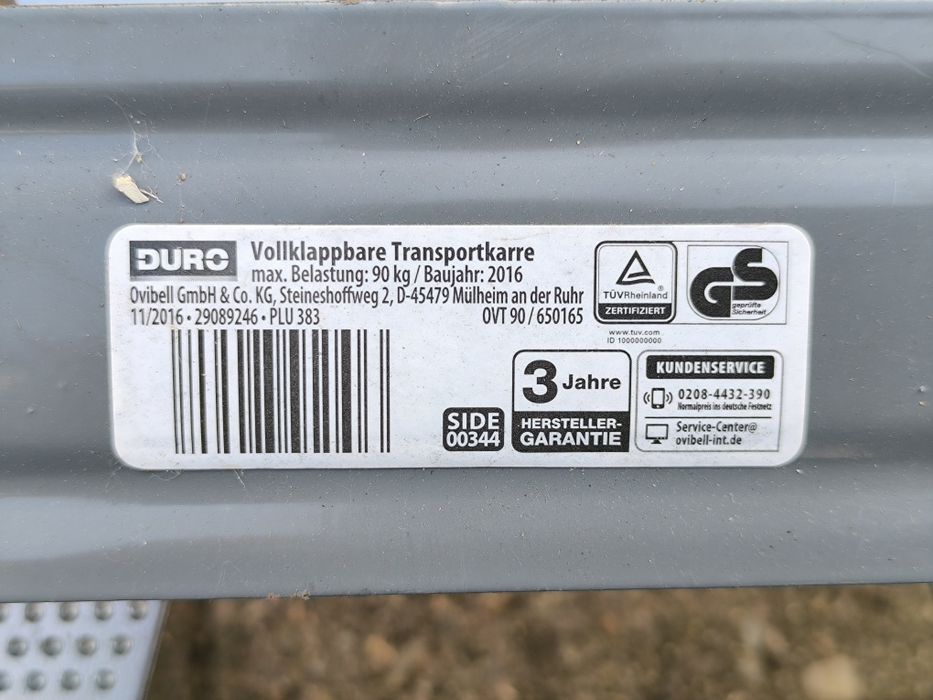 DURO
Vollklappbare Transportkarre
max. Belastung: 90 kg / Baujahr: 2016
Ovibell GmbH & Co. KG, Steineshoffweg 2, D-45479 Mülheim an der Ruhr
11/2016 • 29089246 • PLU 383 OVT 90 / 650165
TÜVRheinland
ZERTIFIZIERT
www.tuv.com
ID 1000000000
GS
geprüfte
Sicherheit
SIDE
00344
3 Jahre
HERSTELLER-
GARANTIE
KUNDENSERVICE
0208-4432-390
Normalpreis ins deutsche Festnetz
Service-Center@
ovibell-int.de